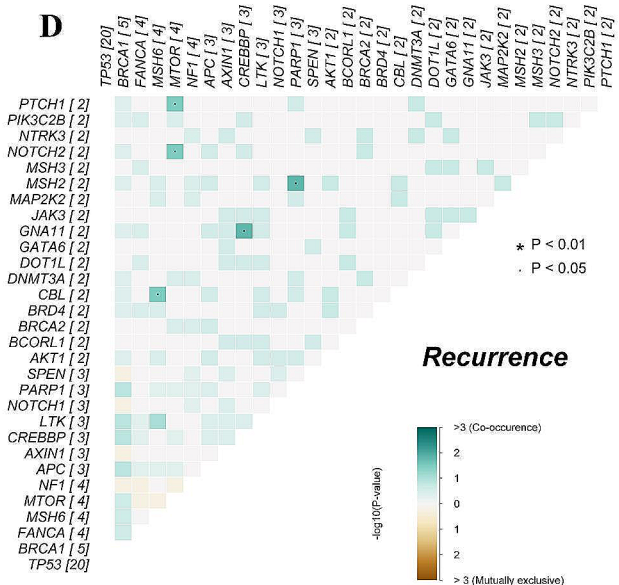 D
TP53 [20]
BRCA1 [ 5]
FANCA [ 4]
MSH6 [ 4]
MTOR [ 4]
NF1 [ 4]
APC [ 3]
AXIN1 [ 3]
CREBBP [ 3]
LTK [ 3]
NOTCH1 [ 3]
PARP1 [ 3]
SPEN [ 3]
AKT1 [ 2]
BCORL1 [ 2]
BRCA2 [ 2]
BRD4 [ 2]
CBL [ 2]
DNMT3A [ 2]
DOT1L [ 2]
GATA6 [ 2]
GNA11 [ 2]
JAK3 [ 2]
MAP2K2 [ 2]
MSH2 [ 2]
MSH3 [ 2]
NOTCH2 [ 2]
NTRK3 [ 2]
PIK3C2B [ 2]
PTCH1 [ 2]
PTCH1 [ 2]
PIK3C2B [ 2]
NTRK3 [ 2]
NOTCH2 [ 2]
MSH3 [ 2]
MSH2 [ 2]
MAP2K2 [ 2]
JAK3 [ 2]
GNA11 [ 2]
GATA6 [ 2]
DOT1L [ 2]
DNMT3A [ 2]
CBL [ 2]
BRD4 [ 2]
BRCA2 [ 2]
BCORL1 [ 2]
AKT1 [ 2]
SPEN [ 3]
PARP1 [ 3]
NOTCH1 [ 3]
LTK [ 3]
CREBBP [ 3]
AXIN1 [ 3]
APC [ 3]
NF1 [ 4]
MTOR [ 4]
MSH6 [ 4]
FANCA [ 4]
BRCA1 [ 5]
TP53 [20]
* P < 0.01
· P < 0.05
Recurrence
-log10(P-value)
>3 (Co-occurence)
2
1
0
1
2
> 3 (Mutually exclusive)